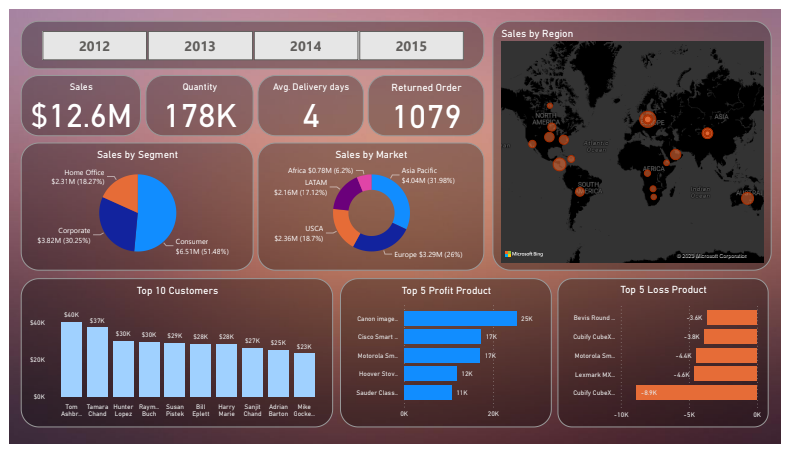 2012
2013
2014
2015
Sales by Region
Sales
$12.6M
Quantity
178K
Avg. Delivery days
4
Returned Order
1079
NORTH
AMERICA
ASIA
Atlantic
Ocean
AFRICA
SOUTH
AMERICA
Indian
Ocean
Microsoft Bing
© 2023 Microsoft Corporation
Sales by Segment
Home Office
$2.31M (18.27%)
Corporate
$3.82M (30.25%)
Consumer
$6.51M (51.48%)
Sales by Market
Africa $0.78M (6.2%)
LATAM
$2.16M (17.12%)
USCA
$2.36M (18.7%)
Asia Pacific
$4.04M (31.98%)
Europe $3.29M (26%)
Top 10 Customers
$40K
$20K
$0K
$40K
$37K
$30K
$30K
$29K
$28K
$28K
$27K
$25K
$23K
Tom
Ashbr...
Tamara
Chand
Hunter
Lopez
Raym...
Buch
Susan
Pistek
Bill
Eplett
Harry
Marie
Sanjit
Chand
Adrian
Barton
Mike
Gocke...
Top 5 Profit Product
Canon image... 25K
Cisco Smart ... 17K
Motorola Sm... 17K
Hoover Stov... 12K
Sauder Class... 11K
0K 20K
Top 5 Loss Product
Bevis Round ... -3.6K
Cubify CubeX... -3.8K
Motorola Sm... -4.6K
Lexmark MX... -4.6K
Cubify CubeX... -8.9K
-10K -5K 0K